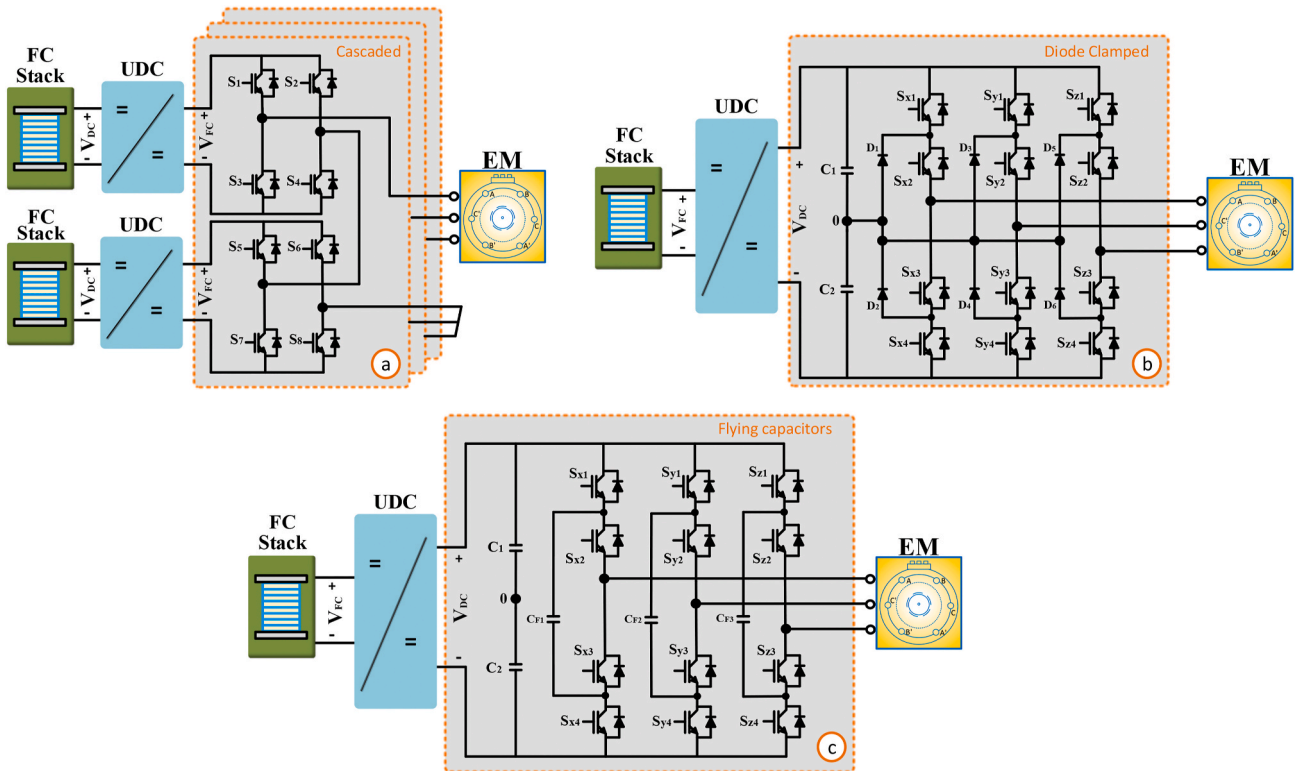 Cascaded
FC
Stack
UDC
=
=
- VDC +
- VFC +
S1
S2
S3
S4
FC
Stack
UDC
=
=
- VDC +
- VFC +
S5
S6
S7
S8
EM
A
B
C'
C
B'
A'
a
Diode Clamped
FC
Stack
UDC
=
=
- VFC +
+
VDC
-
C1
0
C2
Sx1
Sy1
Sz1
D1
D3
D5
Sx2
Sy2
Sz2
Sx3
Sy3
Sz3
D2
D4
D6
Sx4
Sy4
Sz4
EM
A
B
C'
C
B'
A'
b
Flying capacitors
FC
Stack
UDC
=
=
- VFC +
+
VDC
-
C1
0
C2
Sx1
Sy1
Sz1
Sx2
Sy2
Sz2
CF1
CF2
CF3
Sx3
Sy3
Sz3
Sx4
Sy4
Sz4
EM
A
B
C'
C
B'
A'
c